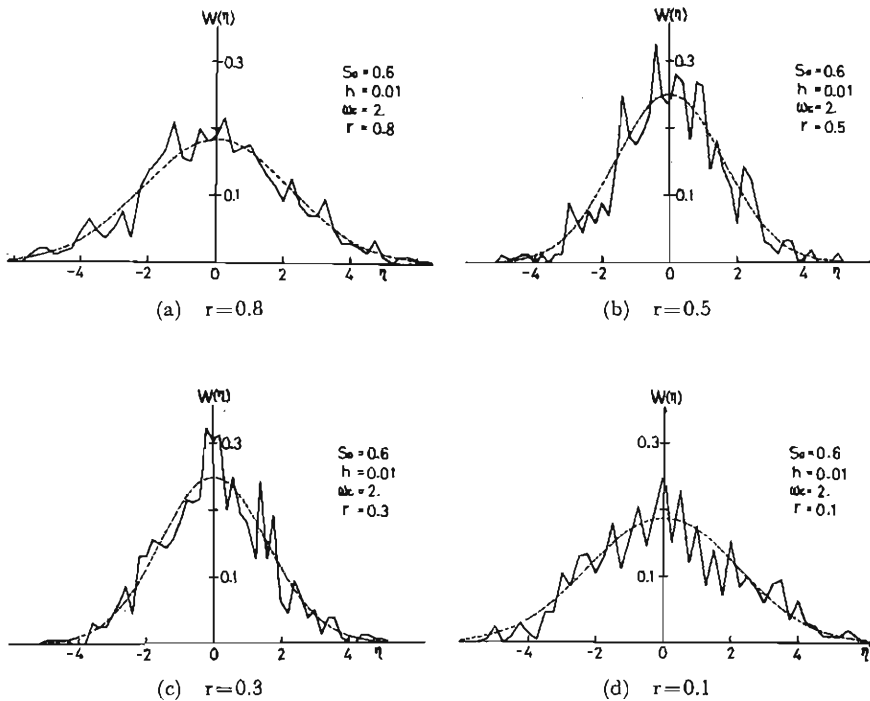 W(η)
0.3
0.1
S₀=0.6
h=0.01
ωc=2.
r=0.8
-4 -2 0 2 4 η
(a) r=0.8
W(η)
0.3
0.1
S₀=0.6
h=0.01
ωc=2.
r=0.5
-4 -2 0 2 4 η
(b) r=0.5
W(η)
0.3
0.1
S₀=0.6
h=0.01
ωc=2.
r=0.3
-4 -2 0 2 4 η
(c) r=0.3
W(η)
0.3
0.1
S₀=0.6
h=0.01
ωc=2.
r=0.1
-4 -2 0 2 4 η
(d) r=0.1